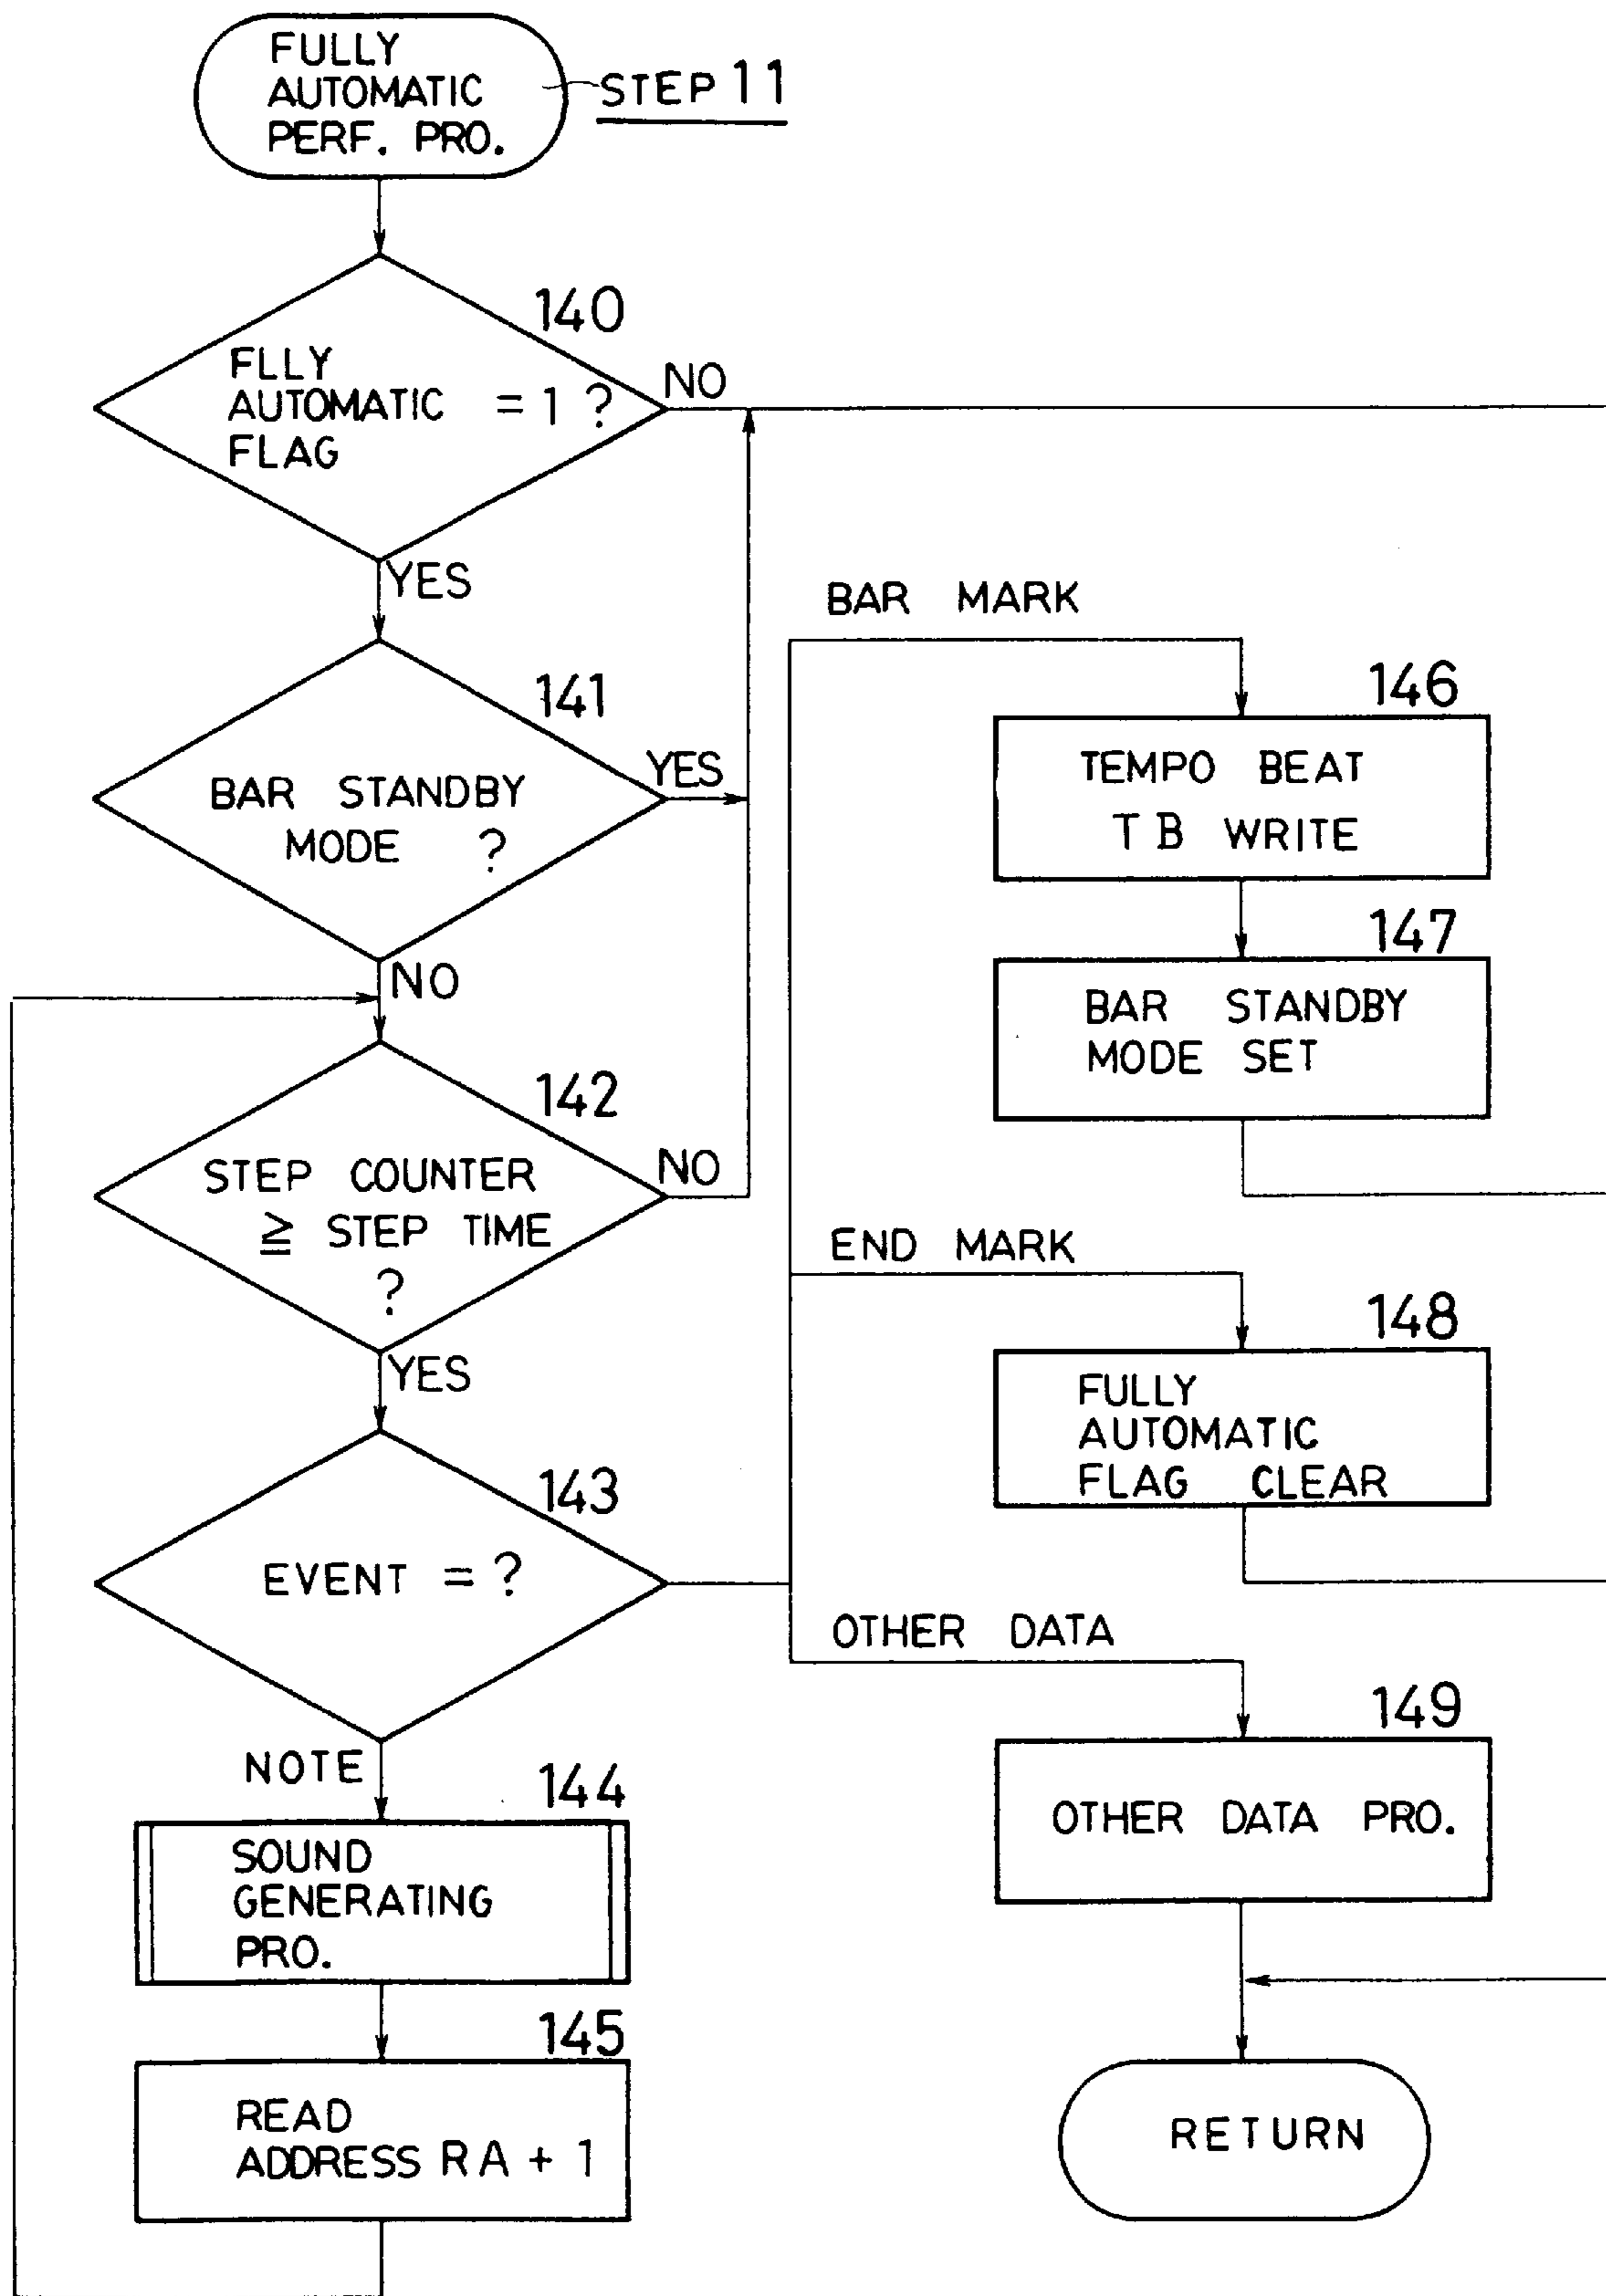 FULLY
AUTOMATIC
PERF. PRO.
STEP 11
140
FLLY
AUTOMATIC = 1 ?
FLAG
NO
YES
141
BAR STANDBY
MODE ?
YES
NO
142
STEP COUNTER
≧ STEP TIME
?
NO
YES
143
EVENT = ?
NOTE
144
SOUND
GENERATING
PRO.
145
READ
ADDRESS RA + 1
BAR MARK
146
TEMPO BEAT
TB WRITE
147
BAR STANDBY
MODE SET
END MARK
148
FULLY
AUTOMATIC
FLAG CLEAR
OTHER DATA
149
OTHER DATA PRO.
RETURN